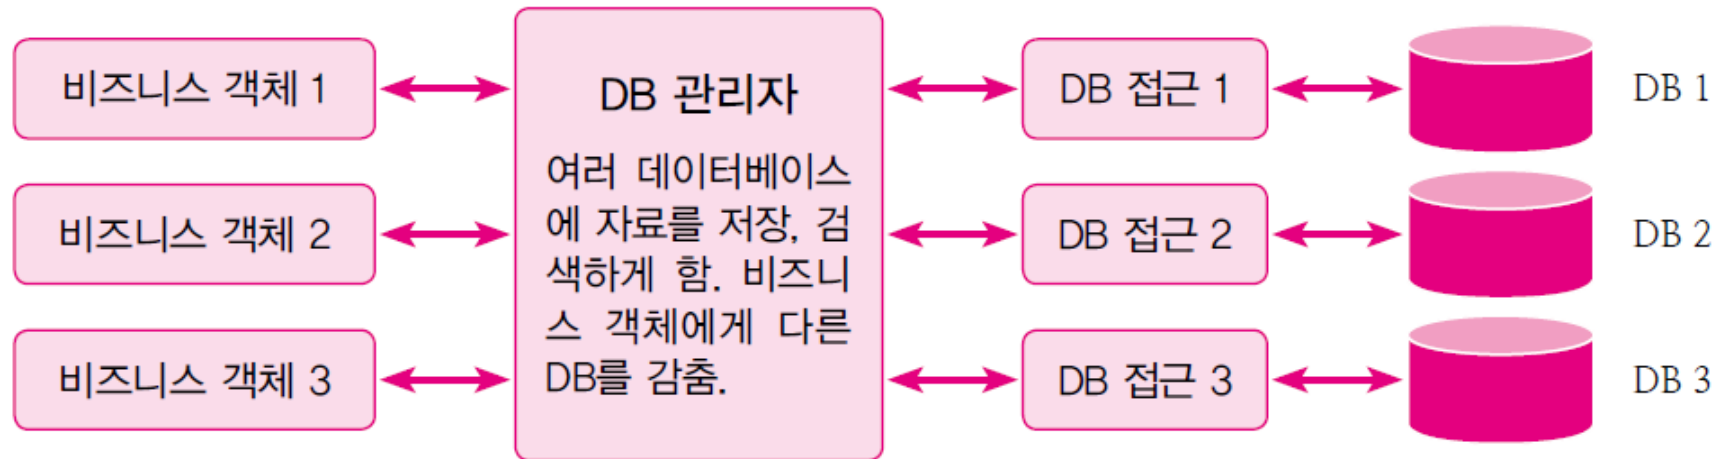 비즈니스 객체 1
비즈니스 객체 2
비즈니스 객체 3
DB 관리자
여러 데이터베이스
에 자료를 저장, 검
색하게 함. 비즈니
스 객체에게 다른
DB를 감춤.
DB 접근 1
DB 접근 2
DB 접근 3
DB 1
DB 2
DB 3